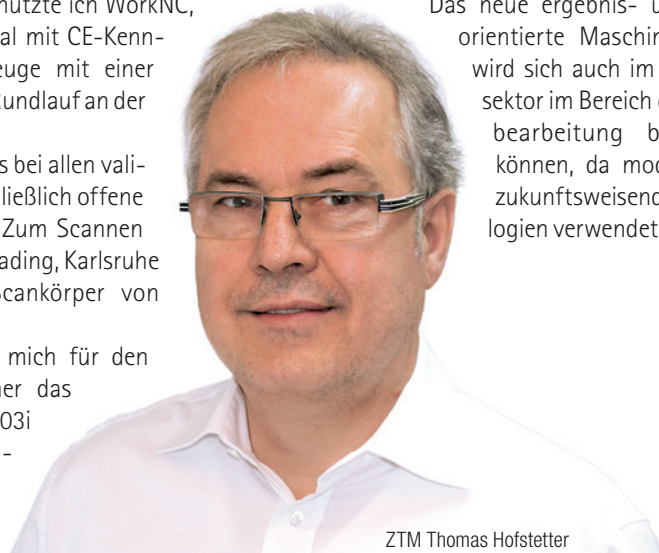 nutzte ich WorkNC,
al mit CE-Kenn-
euge mit einer
Rundlauf an der
s bei allen vali-
ließlich offene
Zum Scannen
ading, Karlsruhe
Scankörper von
mich für den
er das
03i
-
Das neue ergebnis- u
orientierte Maschin
wird sich auch im
sektor im Bereich
bearbeitung b
können, da mod
zukunftsweisend
logien verwendet
ZTM Thomas Hofstetter